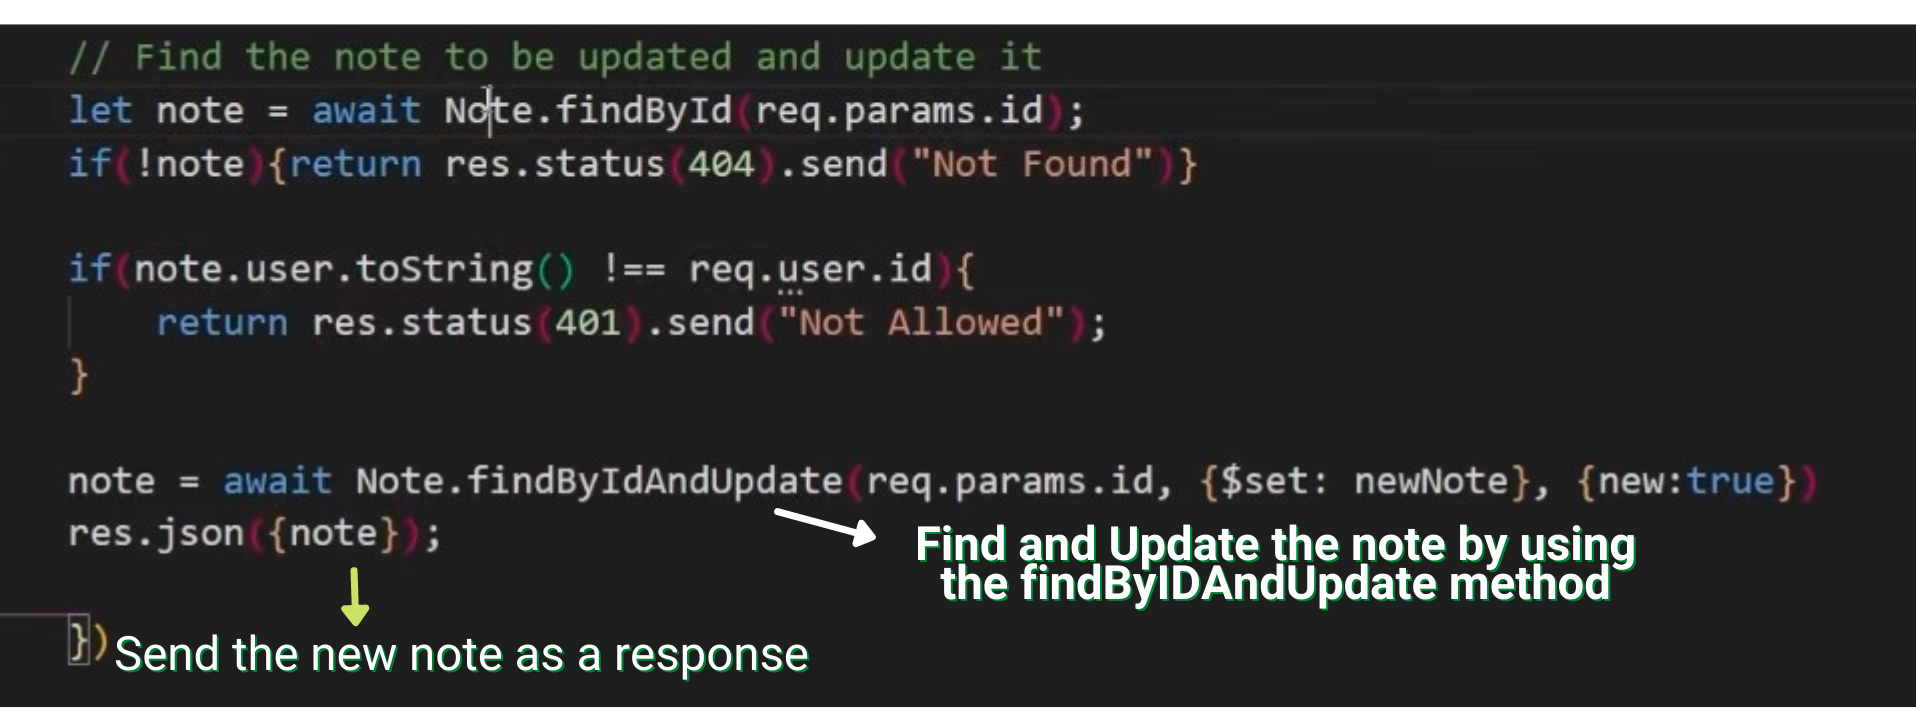 // Find the note to be updated and update it
let note = await Note.findById(req.params.id);
if(!note){return res.status(404).send("Not Found")}
if(note.user.toString() !== req.user.id){
    return res.status(401).send("Not Allowed");
}
note = await Note.findByIdAndUpdate(req.params.id, {$set: newNote}, {new:true})
res.json({note});
Find and Update the note by using
the findByIDAndUpdate method
})
Send the new note as a response